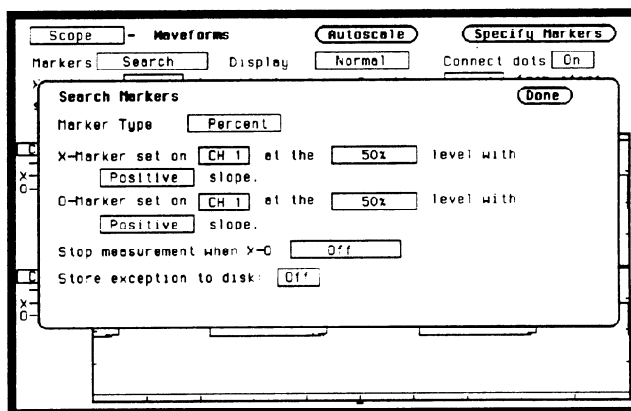 Scope - Waveforms Autoscale Specify Markers
Markers Search Display Normal Connect dots On
Search Markers Done
Marker Type Percent
X-Marker set on CH 1 at the 50% level with
Positive slope.
O-Marker set on CH 1 at the 50% level with
Positive slope.
Stop measurement when X-O Off
Store exception to disk: Off
X-
O-
X-
O-